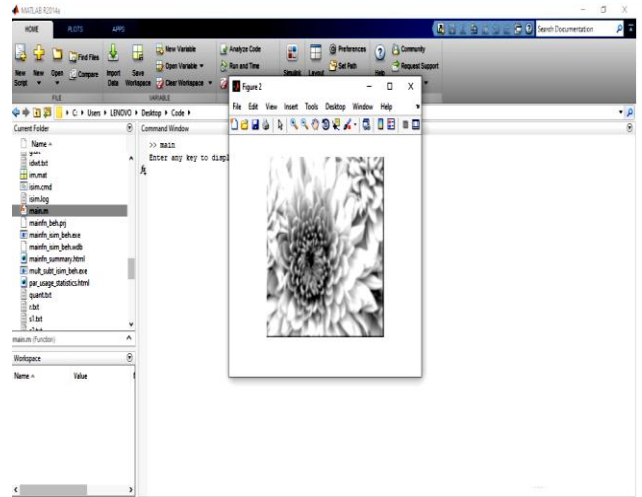 MATLAB R2014a
HOME PLOTS APPS
Search Documentation
New Variable Analyze Code Preferences Community
Find Files Open Variable Run and Time Set Path Request Support
New New Open Compare Import Save Clear Workspace Simulink Layout Help
Script Data Workspace
FILE VARIABLE
C: Users LENOVO Desktop Code
Current Folder Command Window
Name
>> main
Enter any key to displ
fx
idwt.txt
im.mat
isim.cmd
isim.log
main.m
mainfn_beh.prj
mainfn_isim_beh.exe
mainfn_isim_beh.wdb
mainfn_summary.html
mult_subt_isim_beh.exe
par_usage_statistics.html
quant.txt
r.txt
s1.txt
main.m (Function)
Workspace
Name Value
Figure 2
File Edit View Insert Tools Desktop Window Help